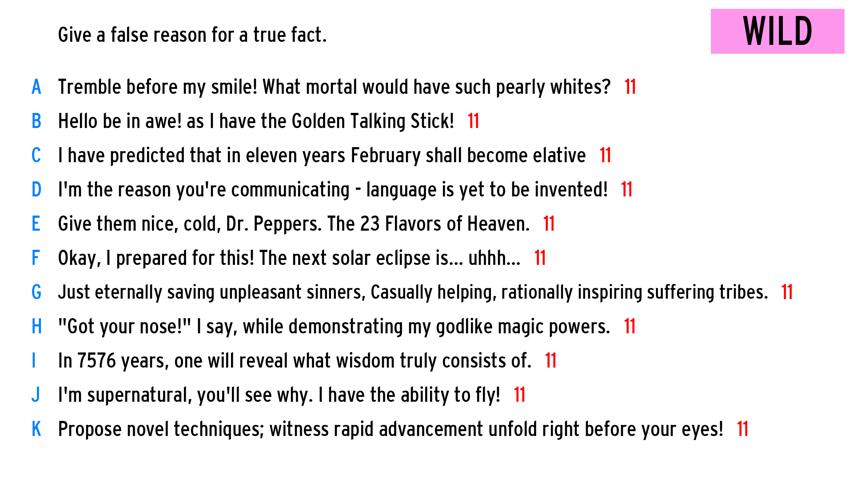 Give a false reason for a true fact.
WILD
A Tremble before my smile! What mortal would have such pearly whites? 11
B Hello be in awe! as I have the Golden Talking Stick! 11
C I have predicted that in eleven years February shall become elative 11
D I'm the reason you're communicating - language is yet to be invented! 11
E Give them nice, cold, Dr. Peppers. The 23 Flavors of Heaven. 11
F Okay, I prepared for this! The next solar eclipse is... uhhh... 11
G Just eternally saving unpleasant sinners, Casually helping, rationally inspiring suffering tribes. 11
H "Got your nose!" I say, while demonstrating my godlike magic powers. 11
I In 7576 years, one will reveal what wisdom truly consists of. 11
J I'm supernatural, you'll see why. I have the ability to fly! 11
K Propose novel techniques; witness rapid advancement unfold right before your eyes! 11